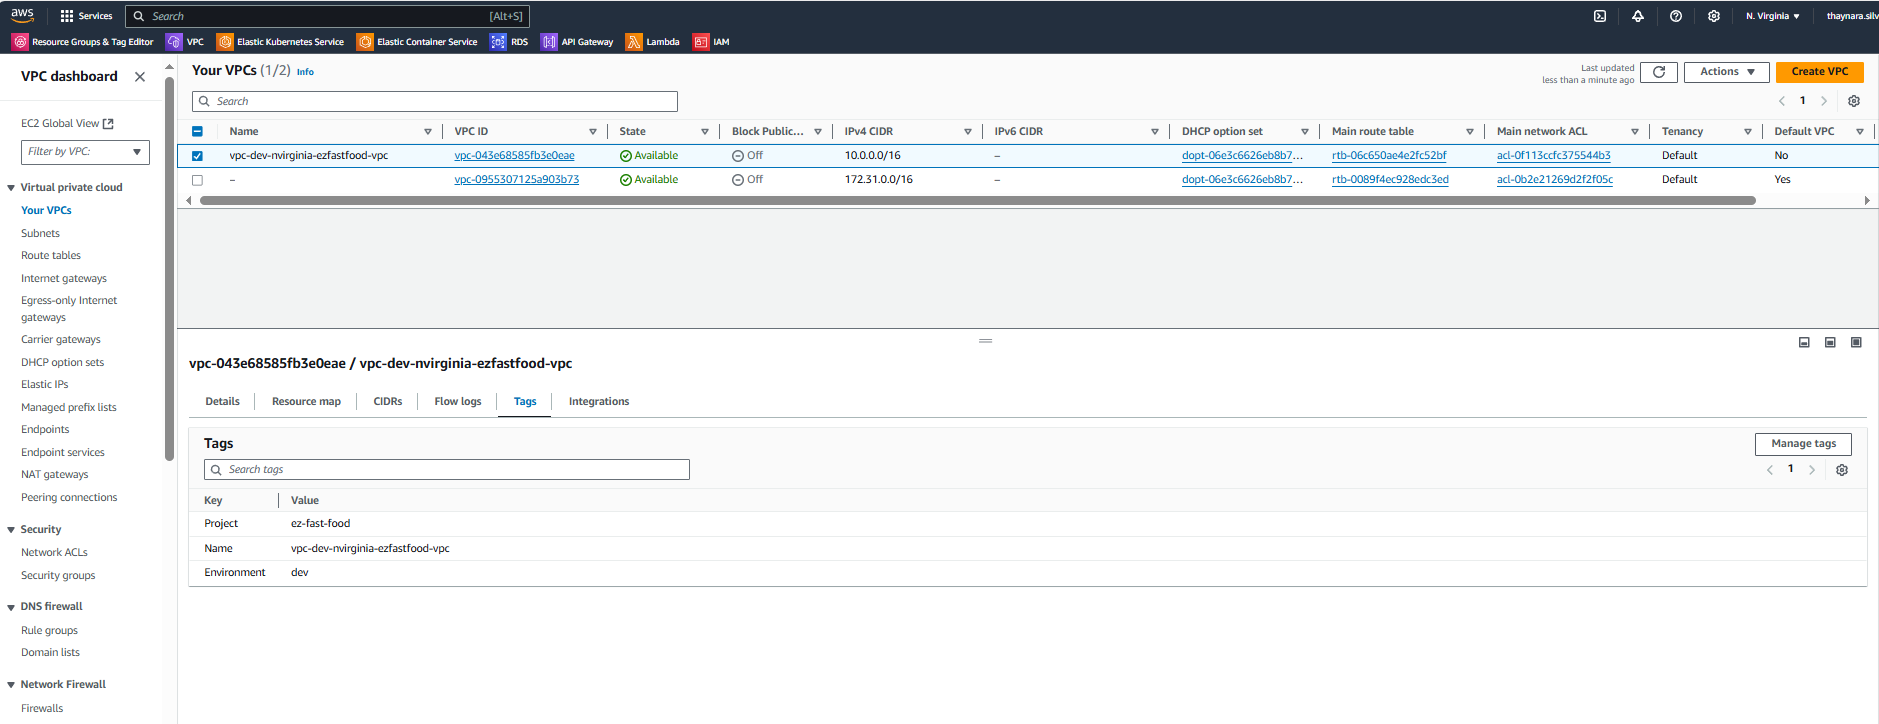 aws
Services
Search
[Alt+S]
N. Virginia
thaynara.silv
Resource Groups & Tag Editor
VPC
Elastic Kubernetes Service
Elastic Container Service
RDS
API Gateway
Lambda
IAM
VPC dashboard
EC2 Global View
Filter by VPC:
Virtual private cloud
Your VPCs
Subnets
Route tables
Internet gateways
Egress-only Internet
gateways
Carrier gateways
DHCP option sets
Elastic IPs
Managed prefix lists
Endpoints
Endpoint services
NAT gateways
Peering connections
Security
Network ACLs
Security groups
DNS firewall
Rule groups
Domain lists
Network Firewall
Firewalls
Your VPCs (1/2) Info
Last updated
less than a minute ago
Actions
Create VPC
Search
1
Name VPC ID State Block Public... IPv4 CIDR IPv6 CIDR DHCP option set Main route table Main network ACL Tenancy Default VPC
vpc-dev-nvirginia-ezfastfood-vpc vpc-043e68585fb3e0eae Available Off 10.0.0.0/16 – dopt-06e3c6626eb8b7... rtb-06c650ae4e2fc52bf acl-0f113ccfc375544b3 Default No
– vpc-0955307125a903b73 Available Off 172.31.0.0/16 – dopt-06e3c6626eb8b7... rtb-0089f4ec928edc3ed acl-0b2e21269d2f2f05c Default Yes
vpc-043e68585fb3e0eae / vpc-dev-nvirginia-ezfastfood-vpc
Details
Resource map
CIDRs
Flow logs
Tags
Integrations
Tags
Manage tags
Search tags
1
Key Value
Project ez-fast-food
Name vpc-dev-nvirginia-ezfastfood-vpc
Environment dev